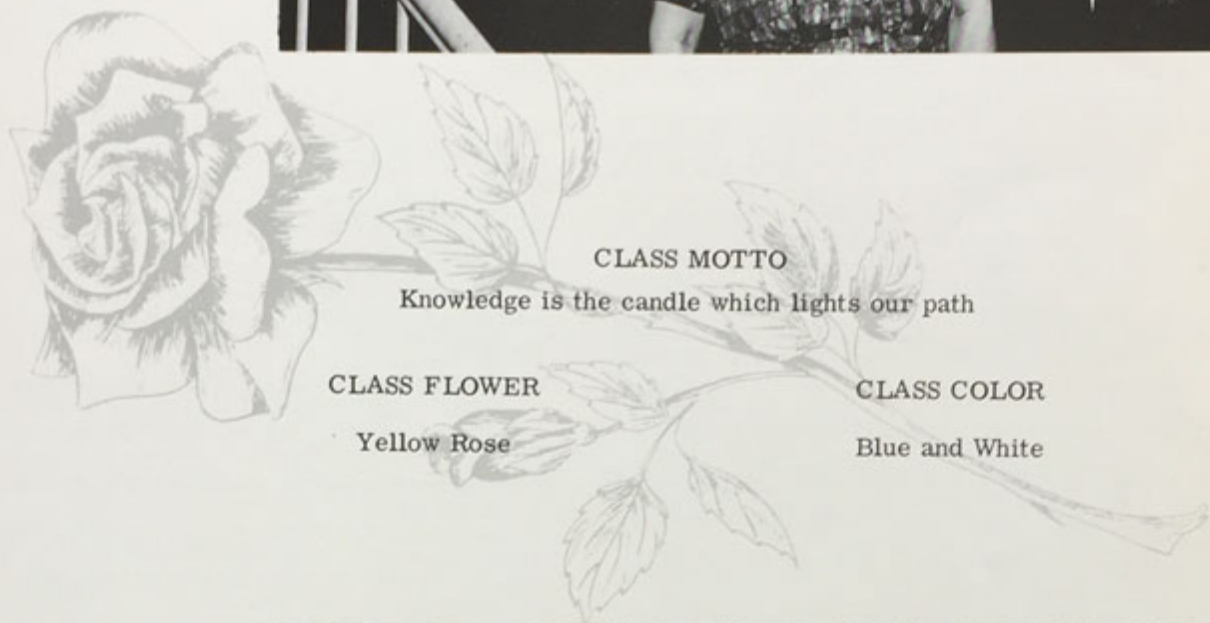 CLASS MOTTO
Knowledge is the candle which lights our path
CLASS FLOWER
Yellow Rose
CLASS COLOR
Blue and White